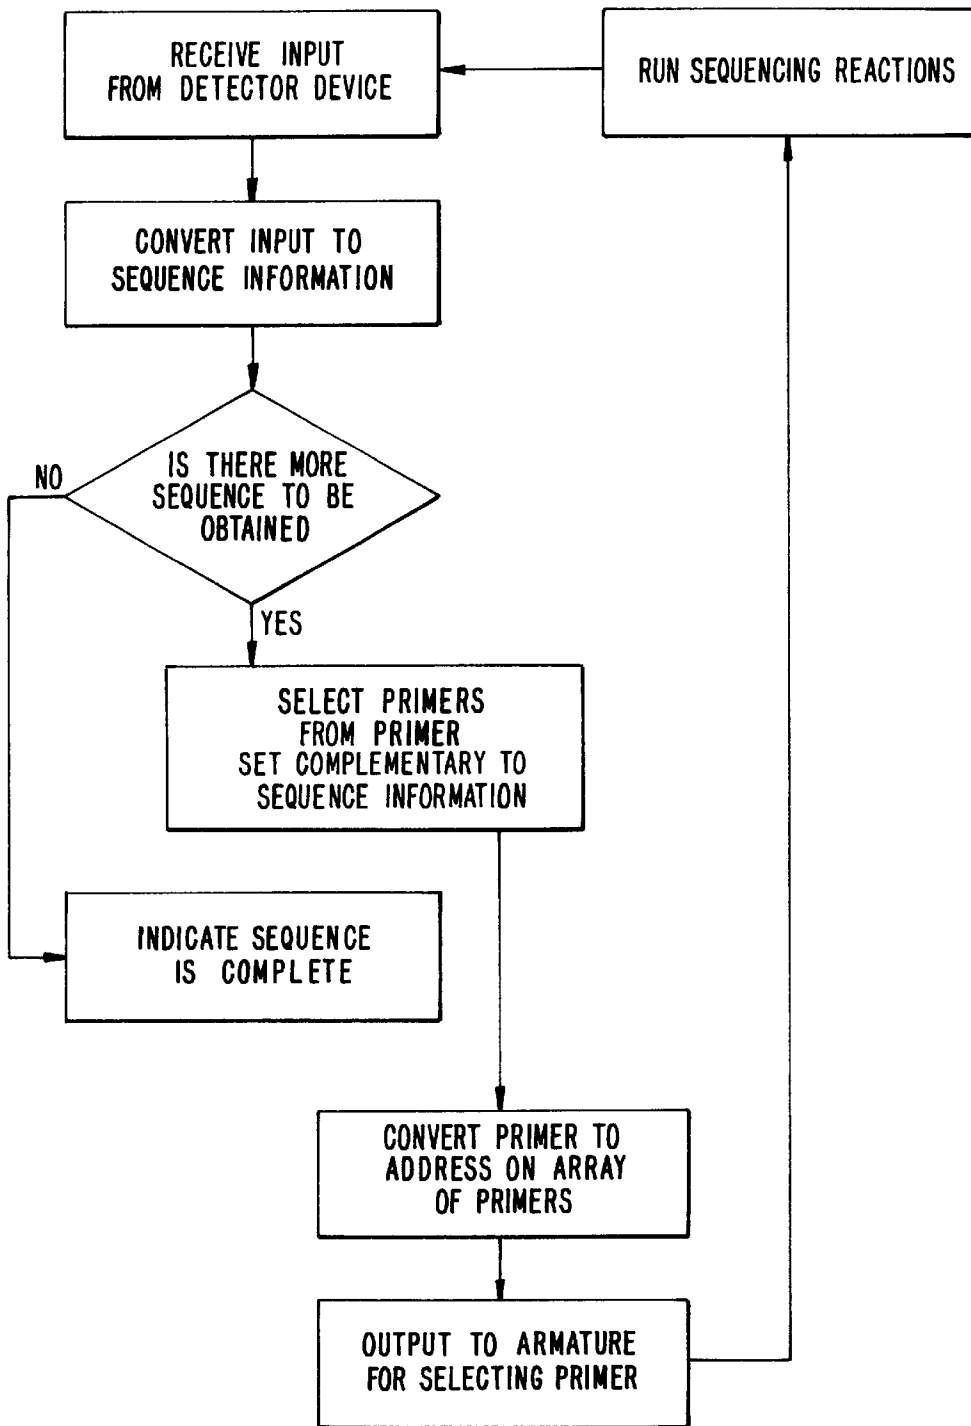 RECEIVE INPUT
FROM DETECTOR DEVICE
RUN SEQUENCING REACTIONS
CONVERT INPUT TO
SEQUENCE INFORMATION
IS THERE MORE
SEQUENCE TO BE
OBTAINED
NO
YES
SELECT PRIMERS
FROM PRIMER
SET COMPLEMENTARY TO
SEQUENCE INFORMATION
INDICATE SEQUENCE
IS COMPLETE
CONVERT PRIMER TO
ADDRESS ON ARRAY
OF PRIMERS
OUTPUT TO ARMATURE
FOR SELECTING PRIMER